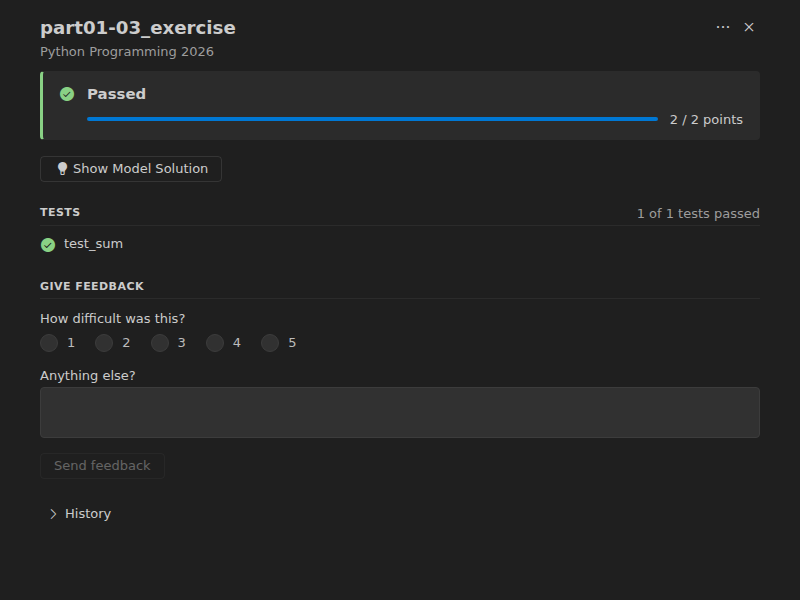 part01-03_exercise
Python Programming 2026
Passed
2 / 2 points
Show Model Solution
TESTS
1 of 1 tests passed
test_sum
GIVE FEEDBACK
How difficult was this?
1 2 3 4 5
Anything else?
Send feedback
History